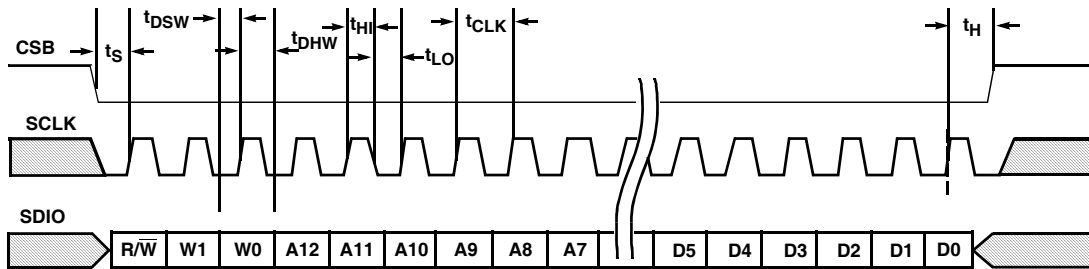 tDSW
tDHW
tHI
tCLK
tH
CSB
tS
tLO
SCLK
SDIO
R/W̅ W1 W0 A12 A11 A10 A9 A8 A7 D5 D4 D3 D2 D1 D0